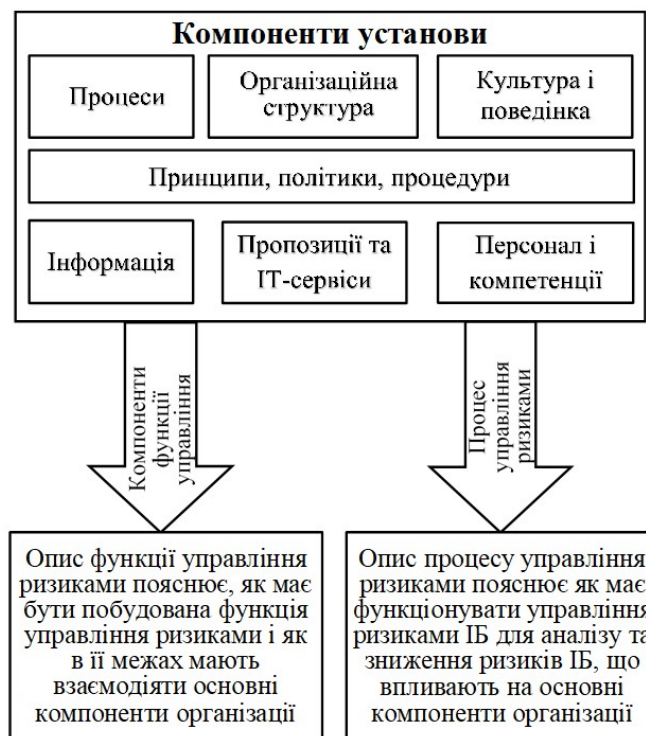 Компоненти установи
Процеси
Організаційна
структура
Культура і
поведінка
Принципи, політики, процедури
Інформація
Пропозиції та
ІТ-сервіси
Персонал і
компетенції
Компоненти
функції
управління
Процес
управління
ризиками
Опис функції управління
ризиками пояснює, як має
бути побудована функція
управління ризиками і як
в її межах мають
взаємодіяти основні
компоненти організації
Опис процесу управління
ризиками пояснює як має
функціонувати управління
ризиками ІБ для аналізу та
зниження ризиків ІБ, що
впливають на основні
компоненти організації